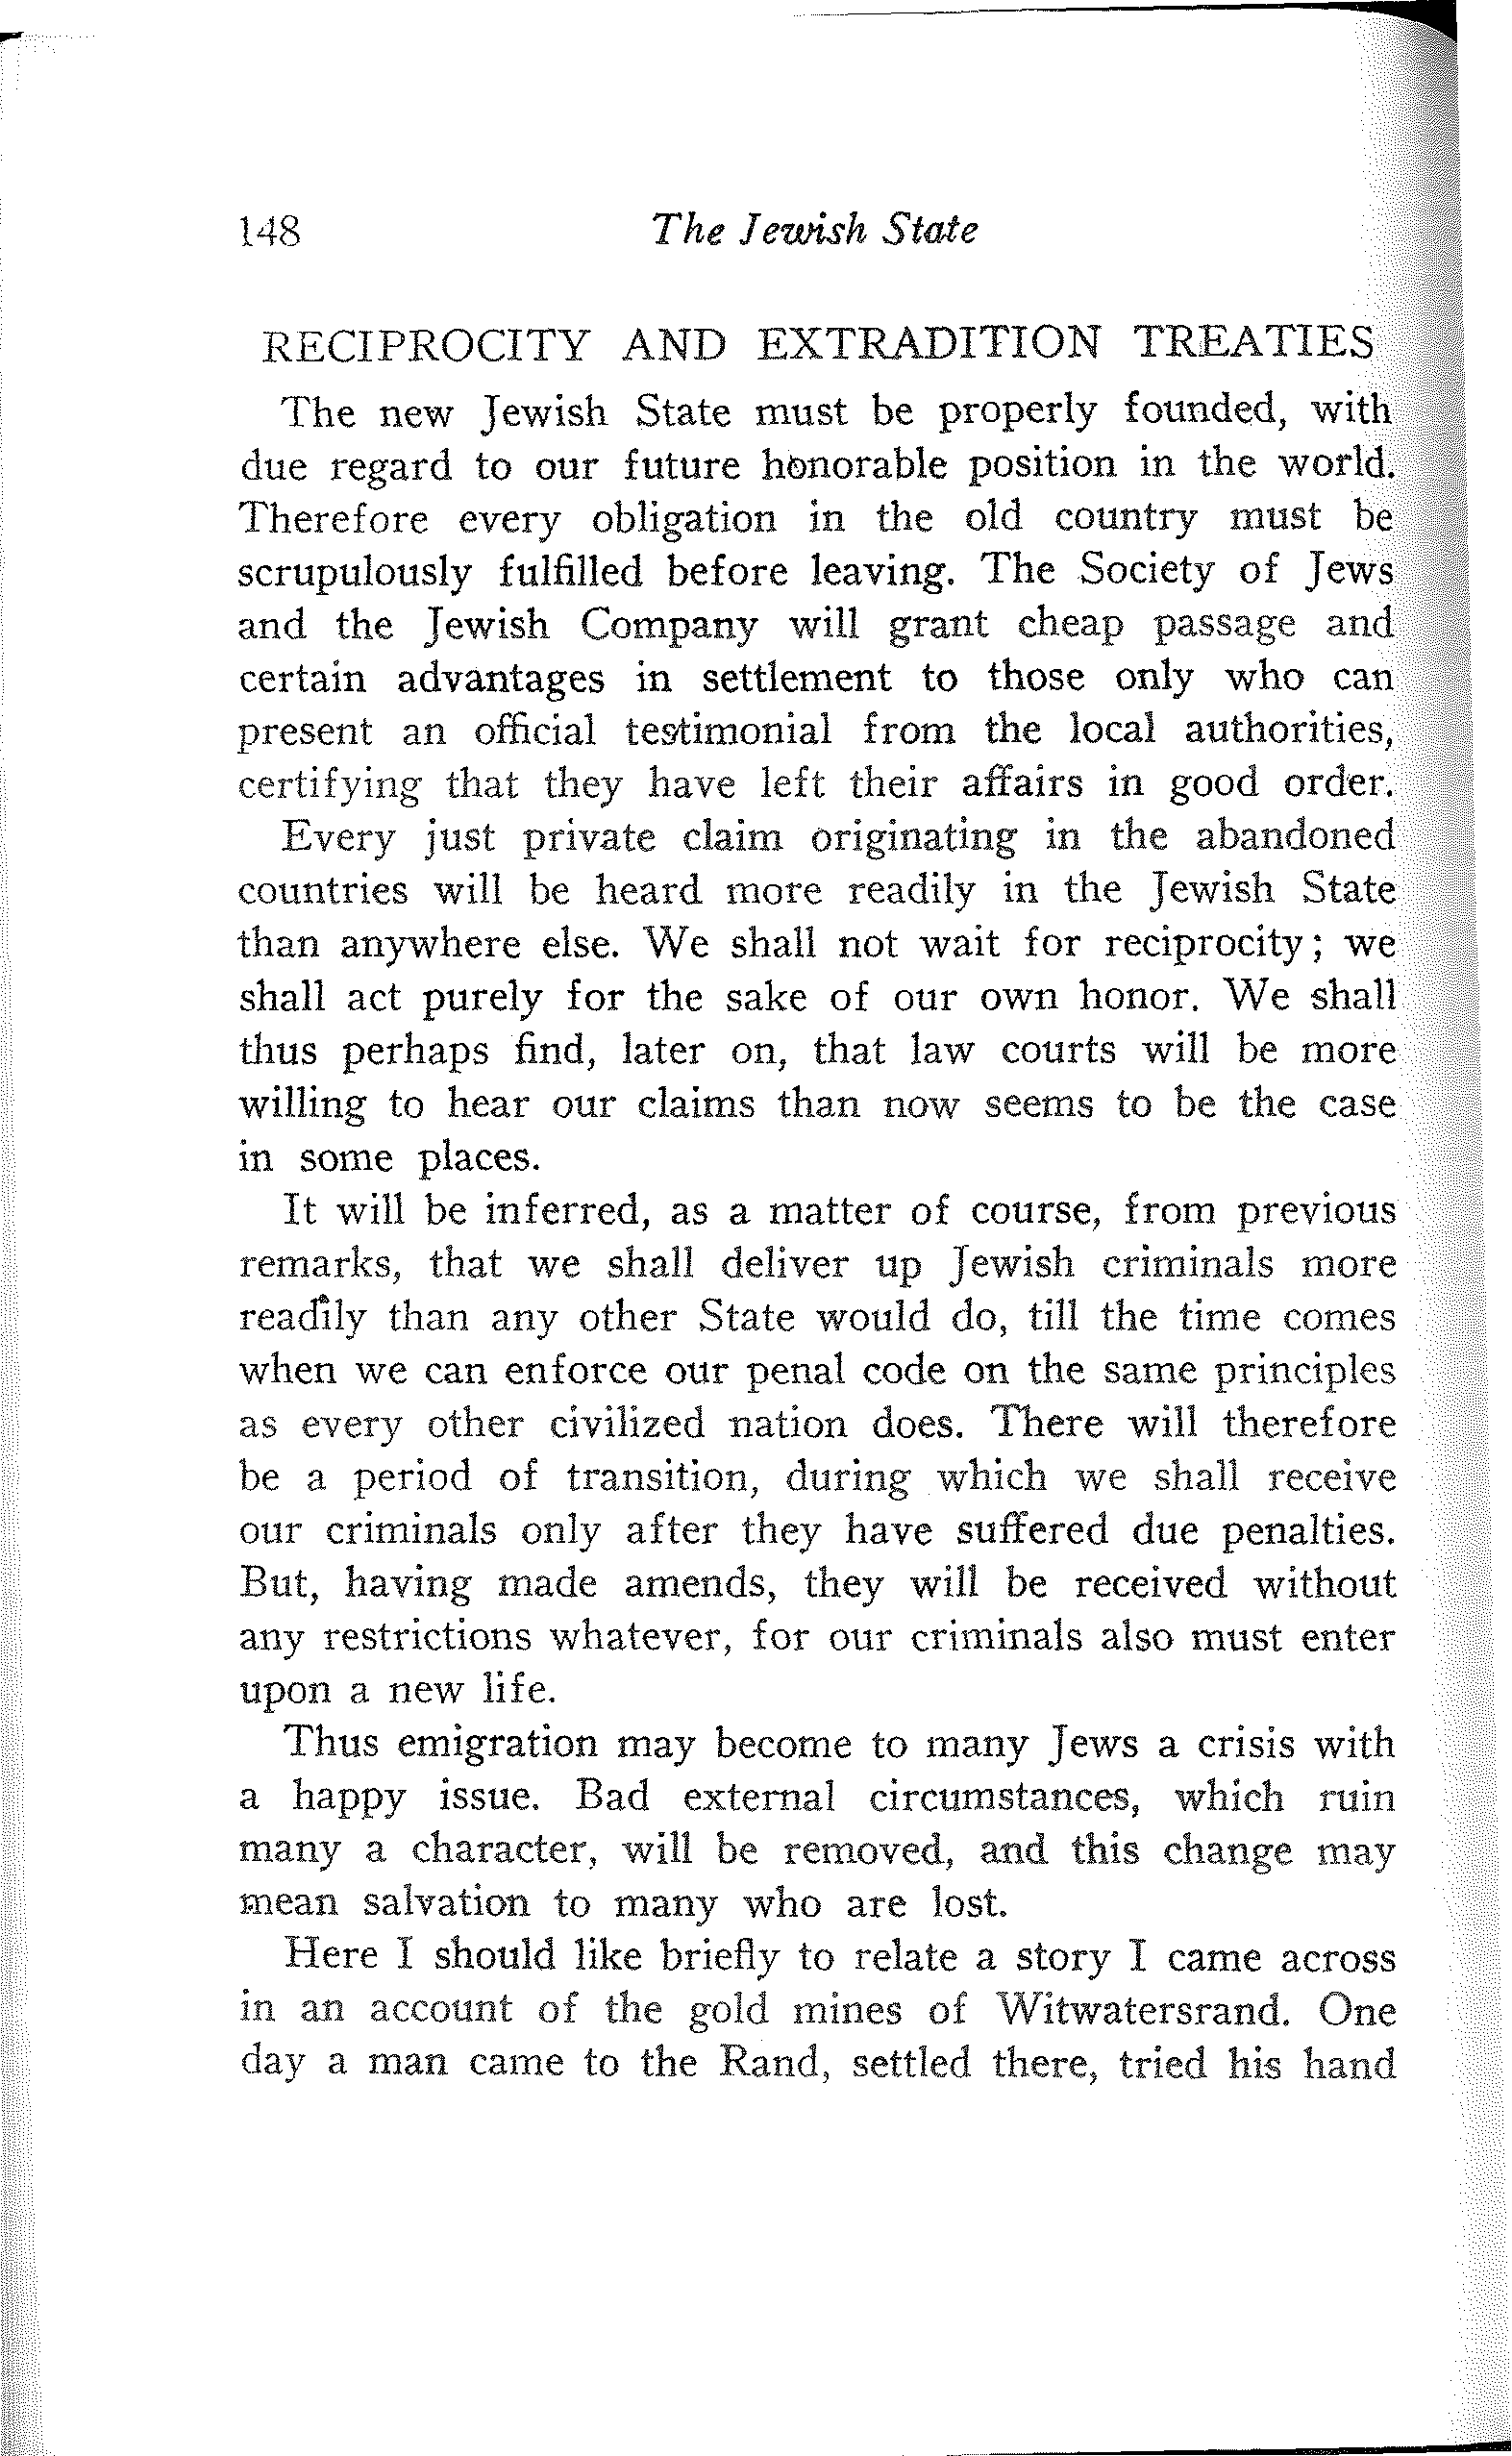 148 The Jewish State
RECIPROCITY AND EXTRADITION TREATIES
The new Jewish State must be properly founded, with
due regard to our future honorable position in the world.
Therefore every obligation in the old country must be
scrupulously fulfilled before leaving. The Society of Jews
and the Jewish Company will grant cheap passage and
certain advantages in settlement to those only who can
present an official testimonial from the local authorities,
certifying that they have left their affairs in good order.
Every just private claim originating in the abandoned
countries will be heard more readily in the Jewish State
than anywhere else. We shall not wait for reciprocity; we
shall act purely for the sake of our own honor. We shall
thus perhaps find, later on, that law courts will be more
willing to hear our claims than now seems to be the case
in some places.
It will be inferred, as a matter of course, from previous
remarks, that we shall deliver up Jewish criminals more
readily than any other State would do, till the time comes
when we can enforce our penal code on the same principles
as every other civilized nation does. There will therefore
be a period of transition, during which we shall receive
our criminals only after they have suffered due penalties.
But, having made amends, they will be received without
any restrictions whatever, for our criminals also must enter
upon a new life.
Thus emigration may become to many Jews a crisis with
a happy issue. Bad external circumstances, which ruin
many a character, will be removed, and this change may
mean salvation to many who are lost.
Here I should like briefly to relate a story I came across
in an account of the gold mines of Witwatersrand. One
day a man came to the Rand, settled there, tried his hand